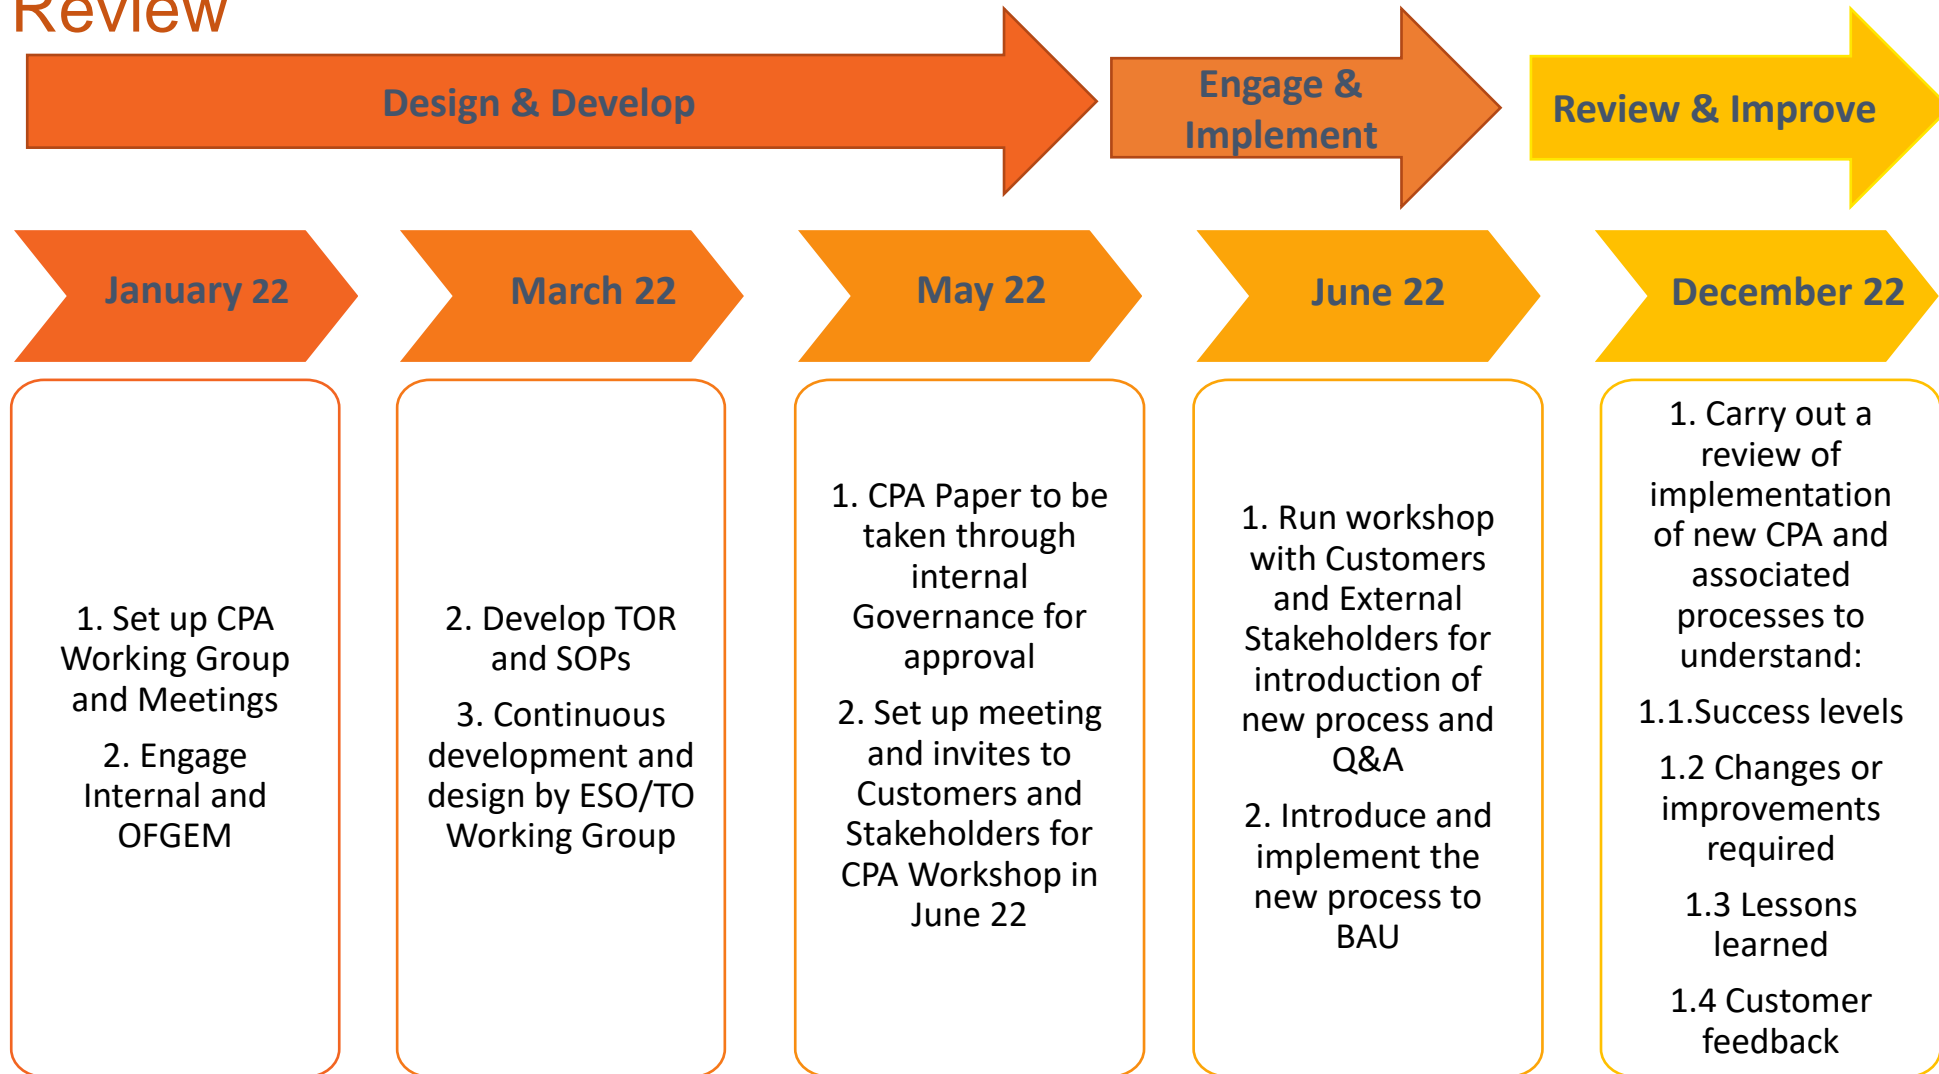 Review
Design & Develop
Engage &
Implement
Review & Improve
January 22
March 22
May 22
June 22
December 22
1. Set up CPA
Working Group
and Meetings
2. Engage
Internal and
OFGEM
2. Develop TOR
and SOPs
3. Continuous
development and
design by ESO/TO
Working Group
1. CPA Paper to be
taken through
internal
Governance for
approval
2. Set up meeting
and invites to
Customers and
Stakeholders for
CPA Workshop in
June 22
1. Run workshop
with Customers
and External
Stakeholders for
introduction of
new process and
Q&A
2. Introduce and
implement the
new process to
BAU
1. Carry out a
review of
implementation
of new CPA and
associated
processes to
understand:
1.1.Success levels
1.2 Changes or
improvements
required
1.3 Lessons
learned
1.4 Customer
feedback